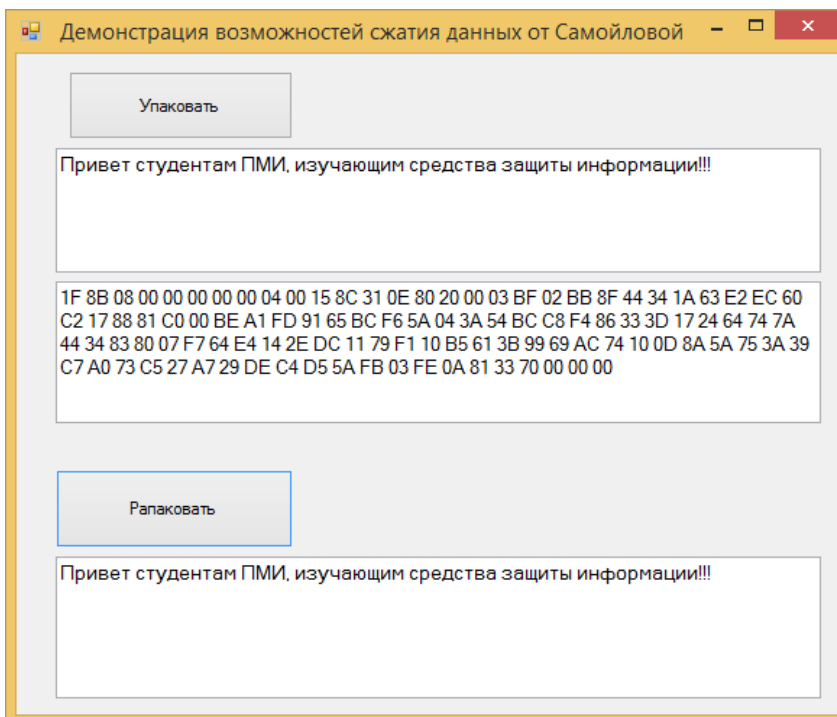 Демонстрация возможностей сжатия данных от Самойловой
Упаковать
Привет студентам ПМИ, изучающим средства защиты информации!!!
1F 8B 08 00 00 00 00 00 04 00 15 8C 31 0E 80 20 00 03 BF 02 BB 8F 44 34 1A 63 E2 EC 60
C2 17 88 81 C0 00 BE A1 FD 91 65 BC F6 5A 04 3A 54 BC C8 F4 86 33 3D 17 24 64 74 7A
44 34 83 80 07 F7 64 E4 14 2E DC 11 79 F1 10 B5 61 3B 99 69 AC 74 10 0D 8A 5A 75 3A 39
C7 A0 73 C5 27 A7 29 DE C4 D5 5A FB 03 FE 0A 81 33 70 00 00 00
Рапаковать
Привет студентам ПМИ, изучающим средства защиты информации!!!